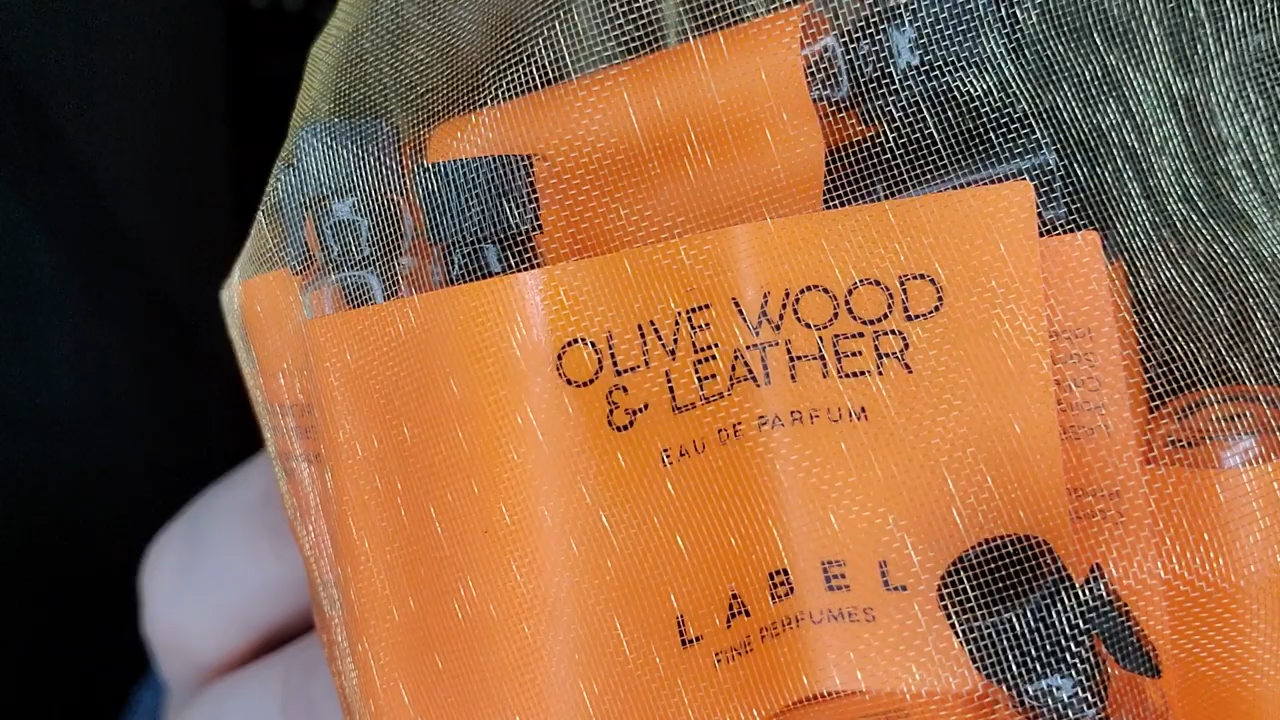 OLIVE WOOD
& LEATHER
EAU DE PARFUM
LABEL
FINE PERFUMES